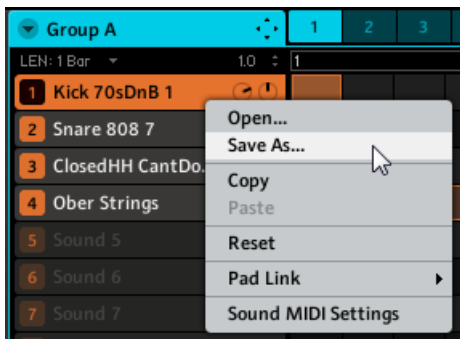 Group A
1 2 3
LEN: 1 Bar 1.0 1
1 Kick 70sDnB 1
2 Snare 808 7
3 ClosedHH CantDo.
4 Ober Strings
5 Sound 5
6 Sound 6
7 Sound 7
Open...
Save As...
Copy
Paste
Reset
Pad Link
Sound MIDI Settings